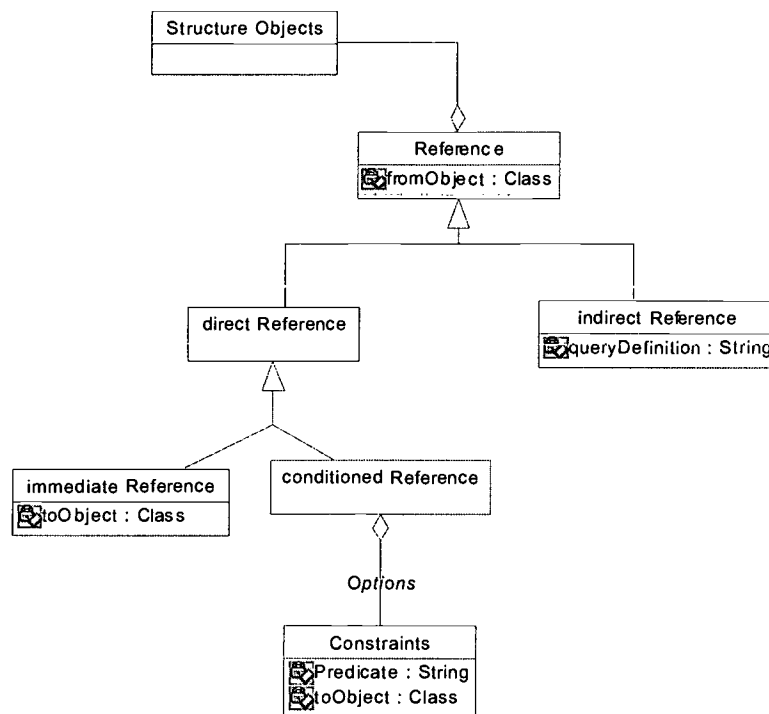 Structure Objects
Reference
fromObject : Class
direct Reference
indirect Reference
queryDefinition : String
immediate Reference
toObject : Class
conditioned Reference
Options
Constraints
Predicate : String
toObject : Class